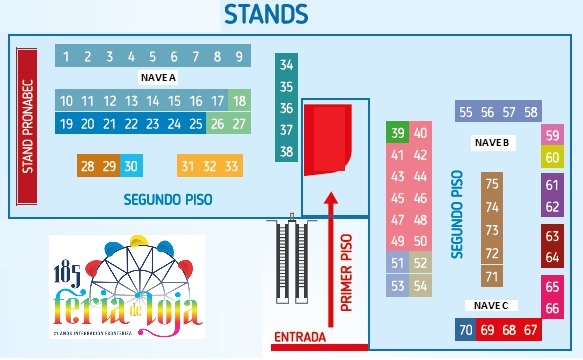 STANDS
STAND PRONABEC
1 2 3 4 5 6 7 8 9
NAVE A
10 11 12 13 14 15 16 17 18
19 20 21 22 23 24 25 26 27
28 29 30 31 32 33
SEGUNDO PISO
34
35
36
37
38
PRIMER PISO
ENTRADA
39 40
41 42
43 44
45 46
47 48
49 50
51 52
53 54
SEGUNDO PISO
55 56 57 58
NAVE B
59
60
61
62
63
64
65
66
75
74
73
72
71
NAVE C
70 69 68 67
185
feria de Loja
21 AÑOS INTEGRACIÓN FRONTERIZA